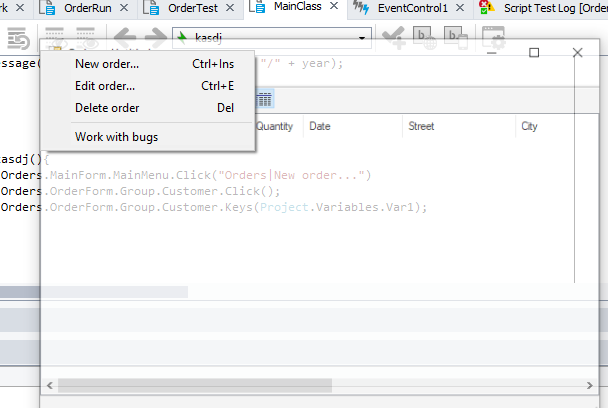 rk × OrderRun × OrderTest × MainClass × EventControl1 × Script Test Log [Order
kasdj
New order... Ctrl+Ins
essage( "/" + year);
Edit order... Ctrl+E
Delete order Del
Work with bugs
Quantity Date Street City
asdj(){
Orders.MainForm.MainMenu.Click("Orders|New order...")
Orders.OrderForm.Group.Customer.Click();
Orders.OrderForm.Group.Customer.Keys(Project.Variables.Var1);